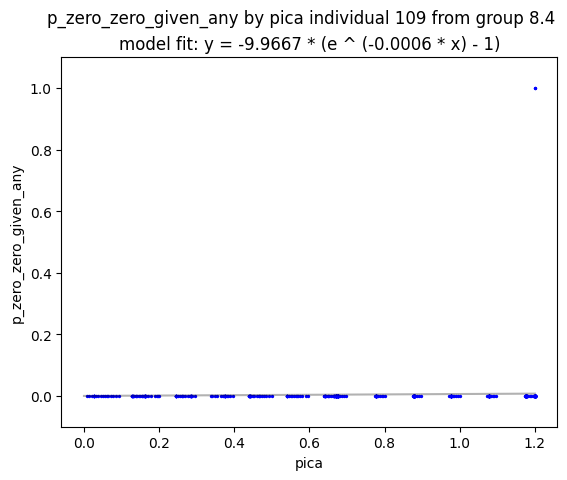 p_zero_zero_given_any by pica individual 109 from group 8.4
model fit: y = -9.9667 * (e ^ (-0.0006 * x) - 1)
1.0
0.8
0.6
0.4
0.2
0.0
p_zero_zero_given_any
0.0 0.2 0.4 0.6 0.8 1.0 1.2
pica